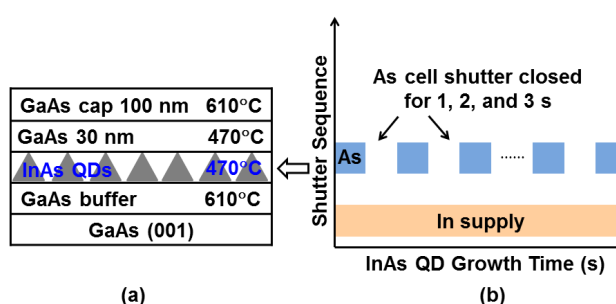 GaAs cap 100 nm 610°C
GaAs 30 nm 470°C
InAs QDs 470°C
GaAs buffer 610°C
GaAs (001)
(a)
Shutter Sequence
As cell shutter closed
for 1, 2, and 3 s
As
......
In supply
InAs QD Growth Time (s)
(b)